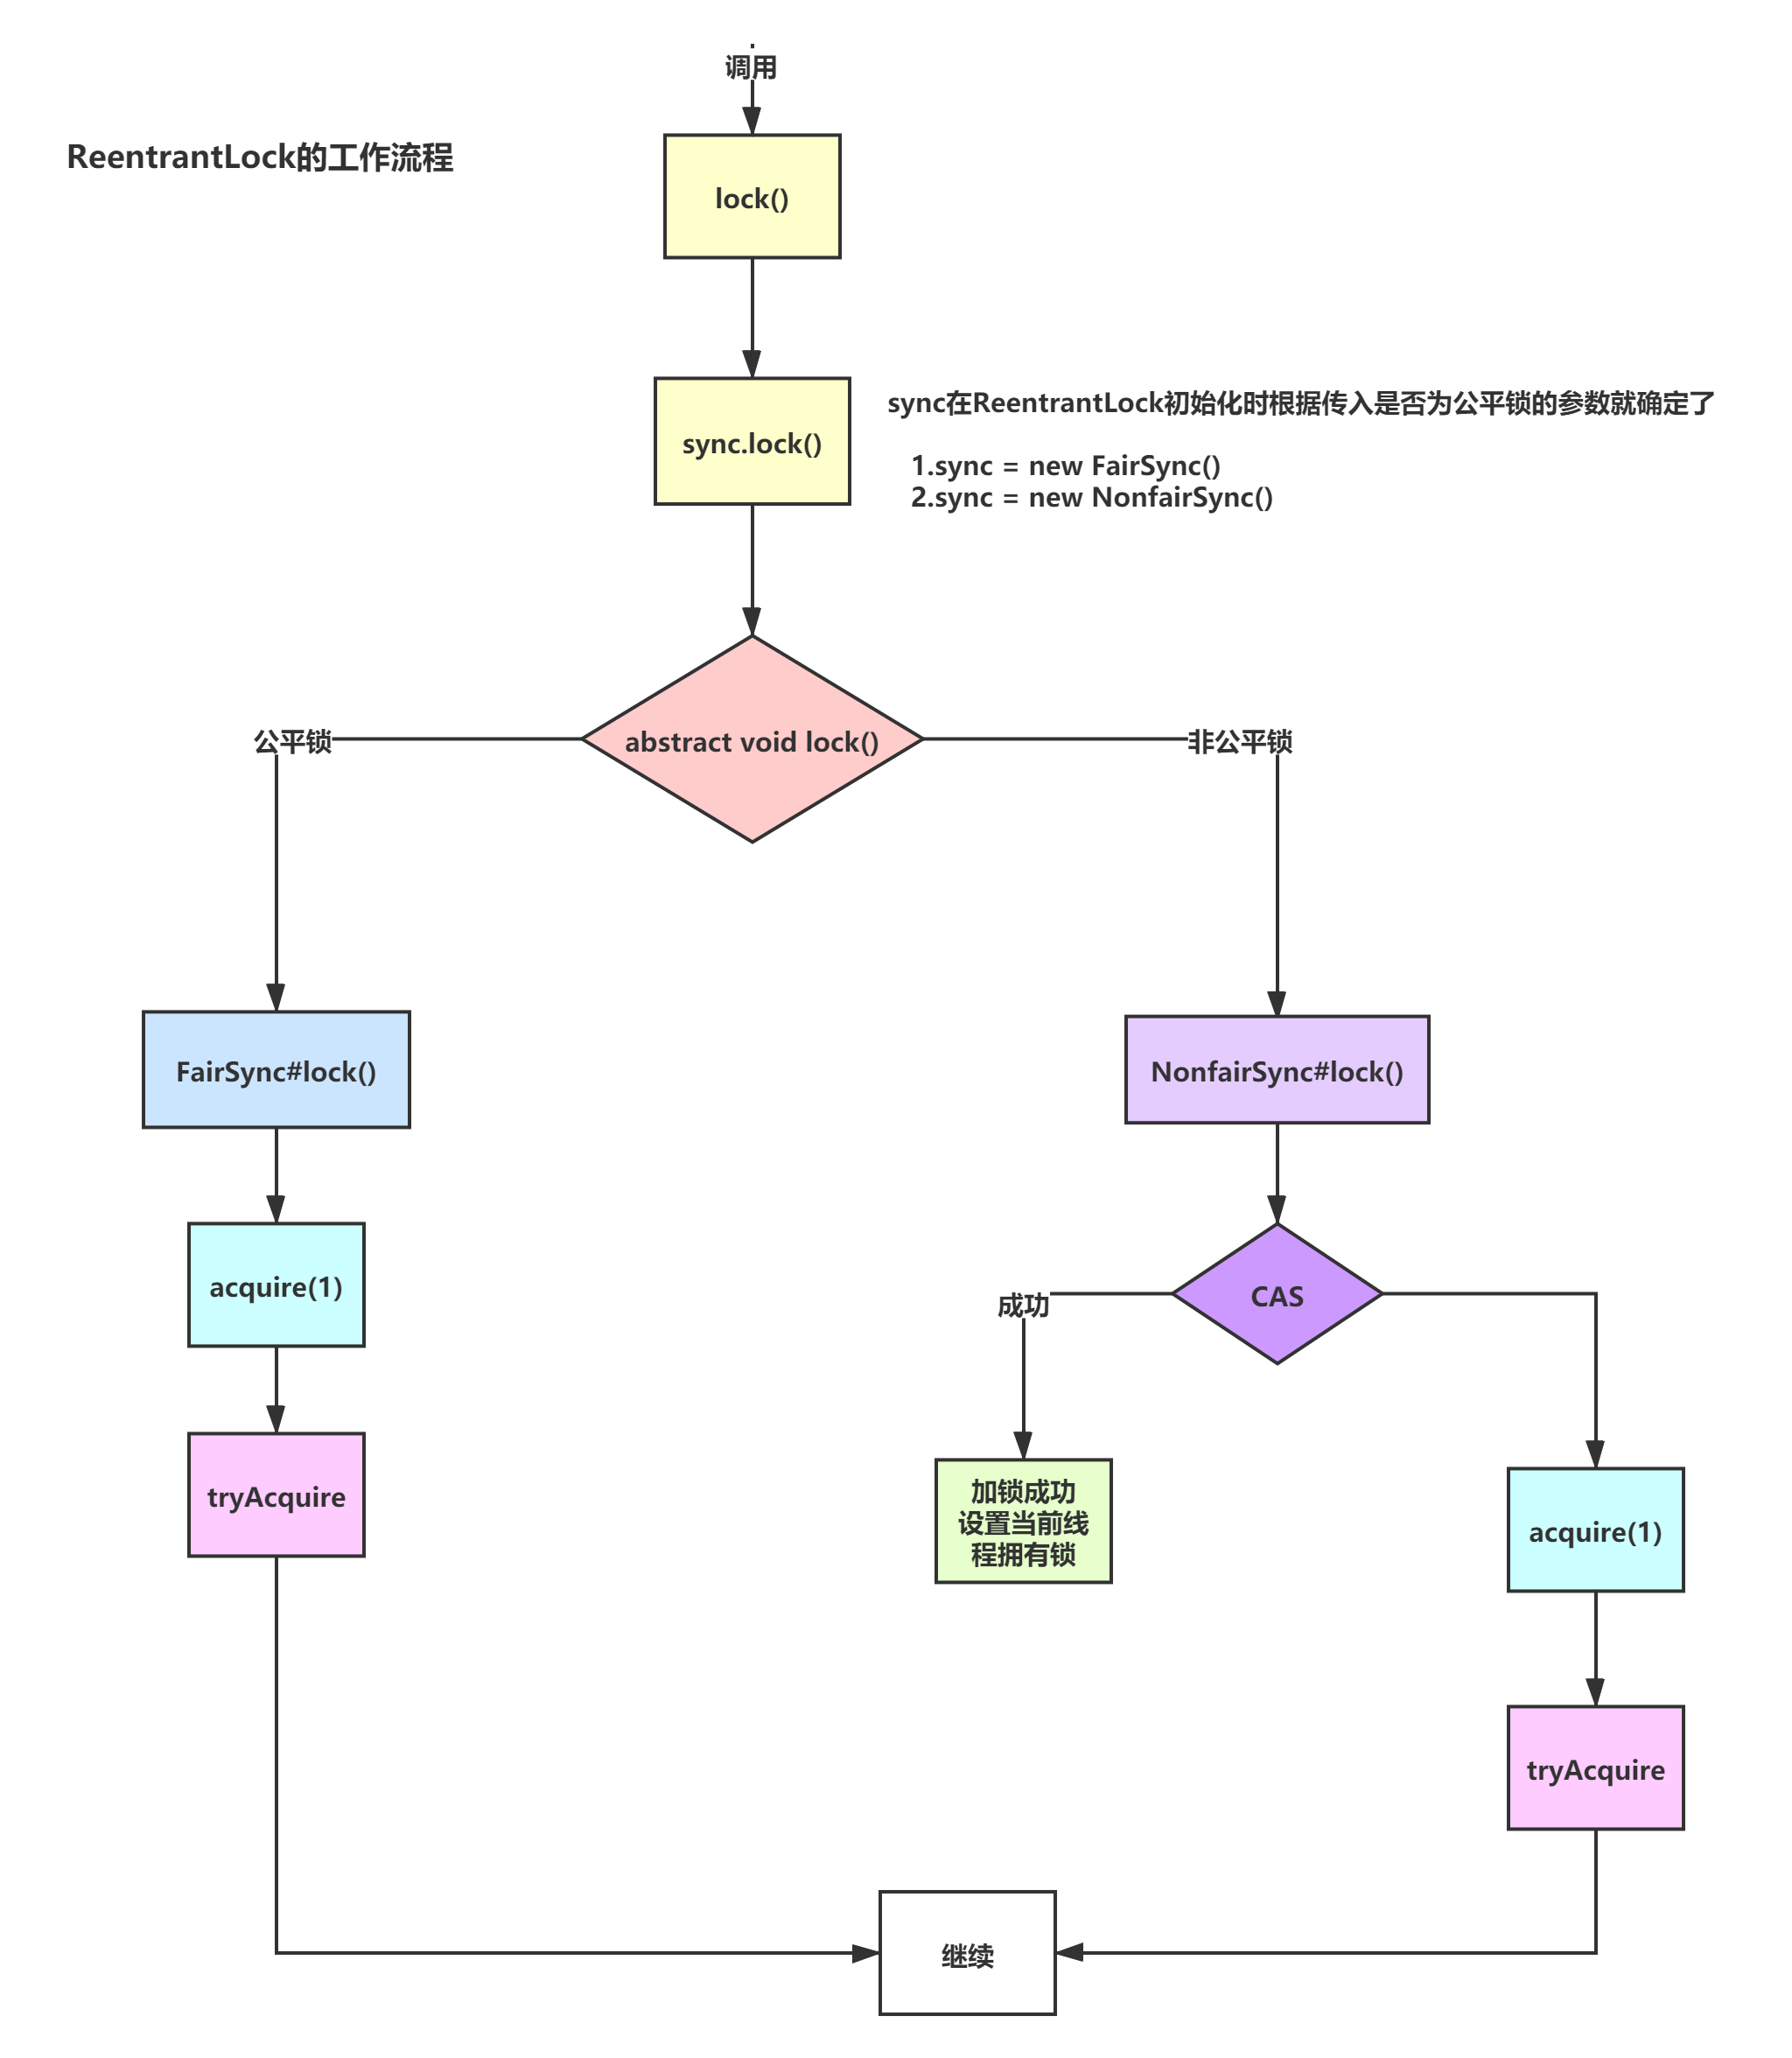 调用
ReentrantLock的工作流程
lock()
sync.lock()
sync在ReentrantLock初始化时根据传入是否为公平锁的参数就确定了
1.sync = new FairSync()
2.sync = new NonfairSync()
abstract void lock()
公平锁
非公平锁
FairSync#lock()
NonfairSync#lock()
acquire(1)
CAS
成功
tryAcquire
加锁成功
设置当前线
程拥有锁
acquire(1)
tryAcquire
继续